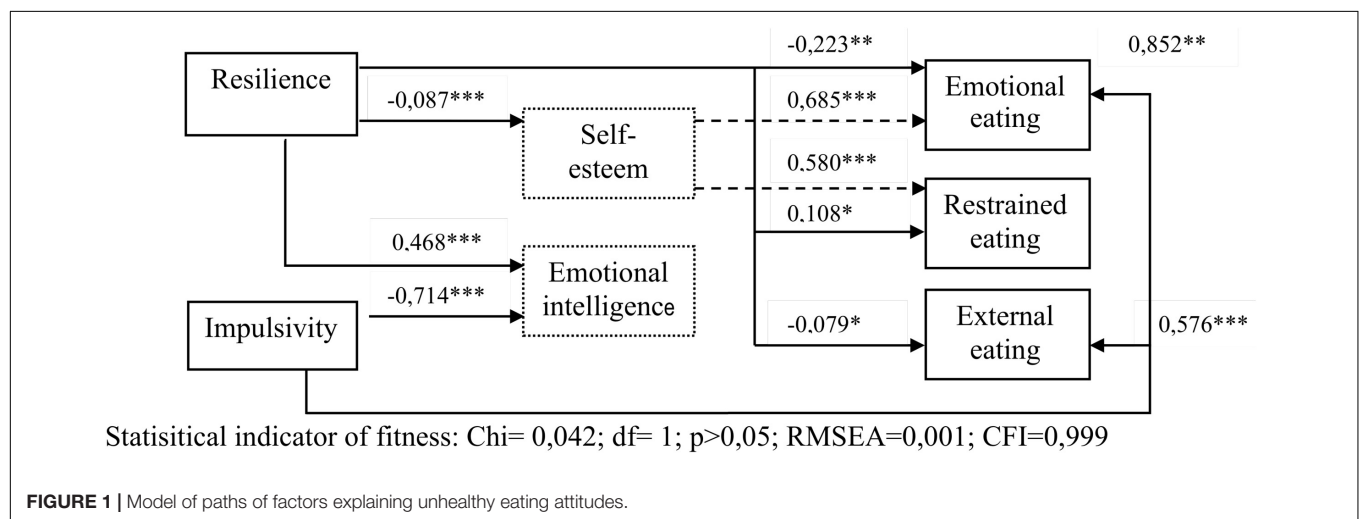 -0,223**
0,852**
Resilience
-0,087***
Emotional
eating
0,685***
Self-
esteem
0,580***
Restrained
eating
0,108*
0,468***
Emotional
intelligence
-0,714***
Impulsivity
-0,079*
External
eating
0,576***
Statisitical indicator of fitness: Chi= 0,042; df= 1; p>0,05; RMSEA=0,001; CFI=0,999
FIGURE 1 | Model of paths of factors explaining unhealthy eating attitudes.